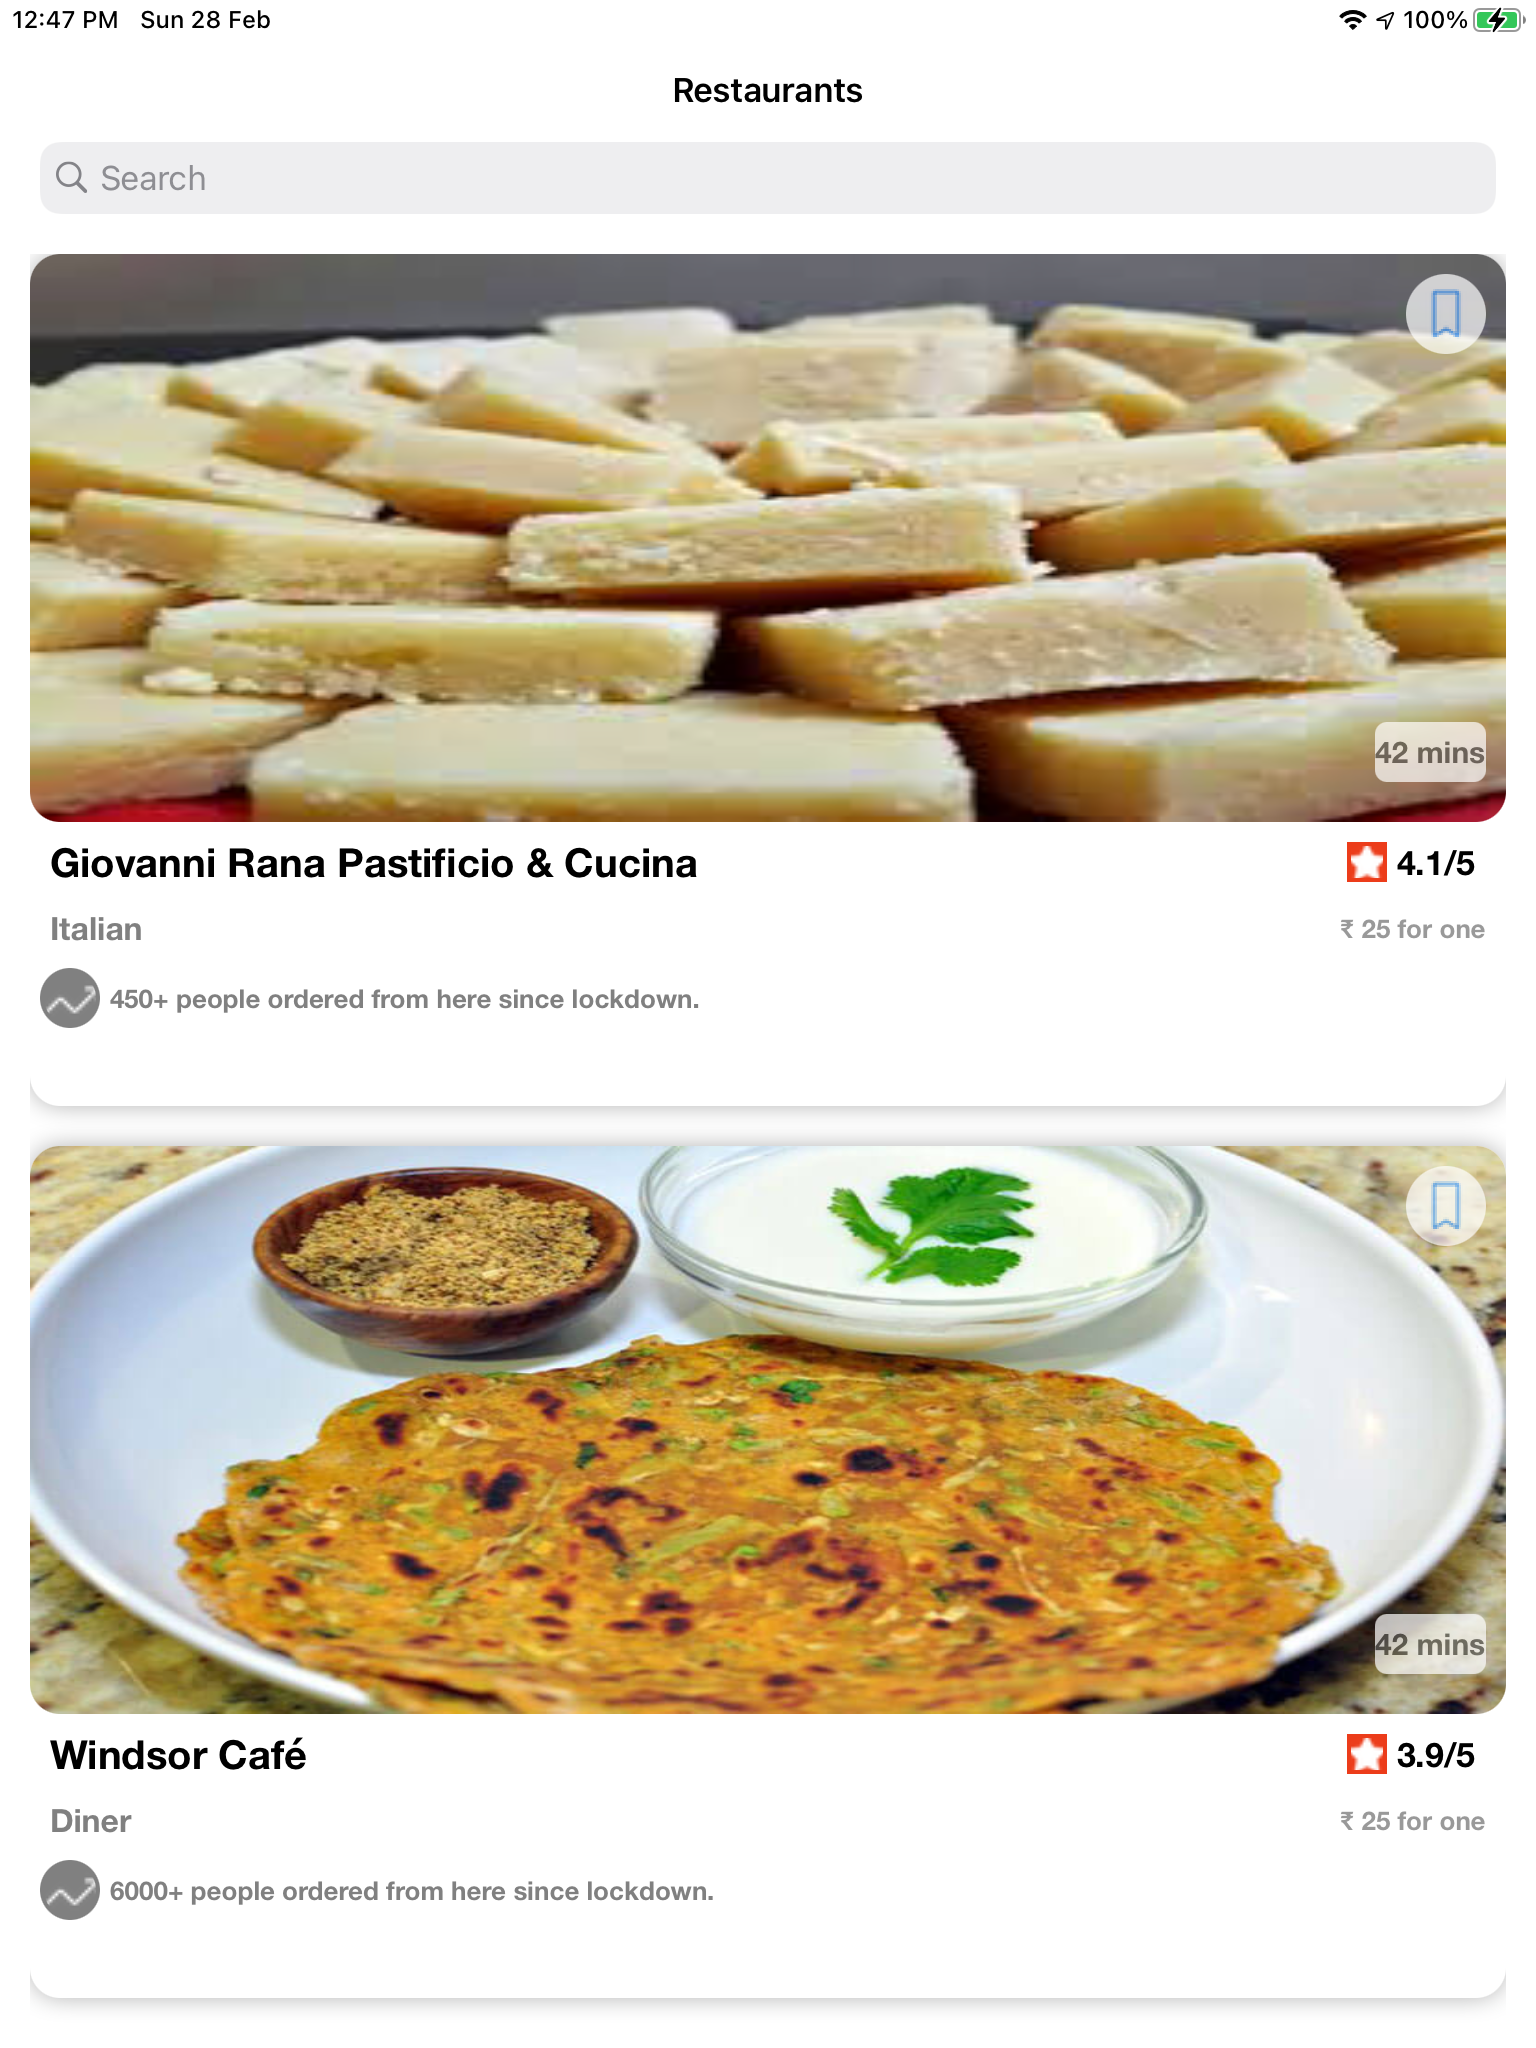 12:47 PM Sun 28 Feb 100%
Restaurants
Search
42 mins
Giovanni Rana Pastificio & Cucina 4.1/5
Italian ₹ 25 for one
450+ people ordered from here since lockdown.
42 mins
Windsor Café 3.9/5
Diner ₹ 25 for one
6000+ people ordered from here since lockdown.